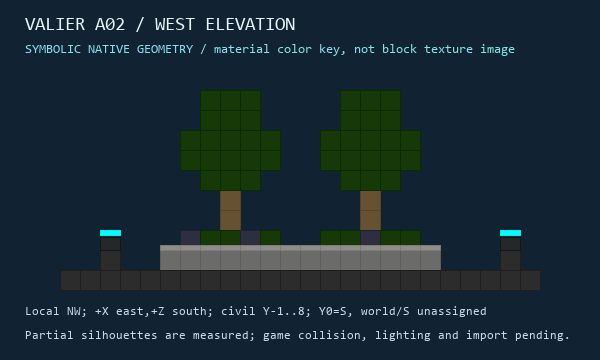 VALIER A02 / WEST ELEVATION
SYMBOLIC NATIVE GEOMETRY / material color key, not block texture image
Local NW; +X east,+Z south; civil Y-1..8; Y0=S, world/S unassigned
Partial silhouettes are measured; game collision, lighting and import pending.